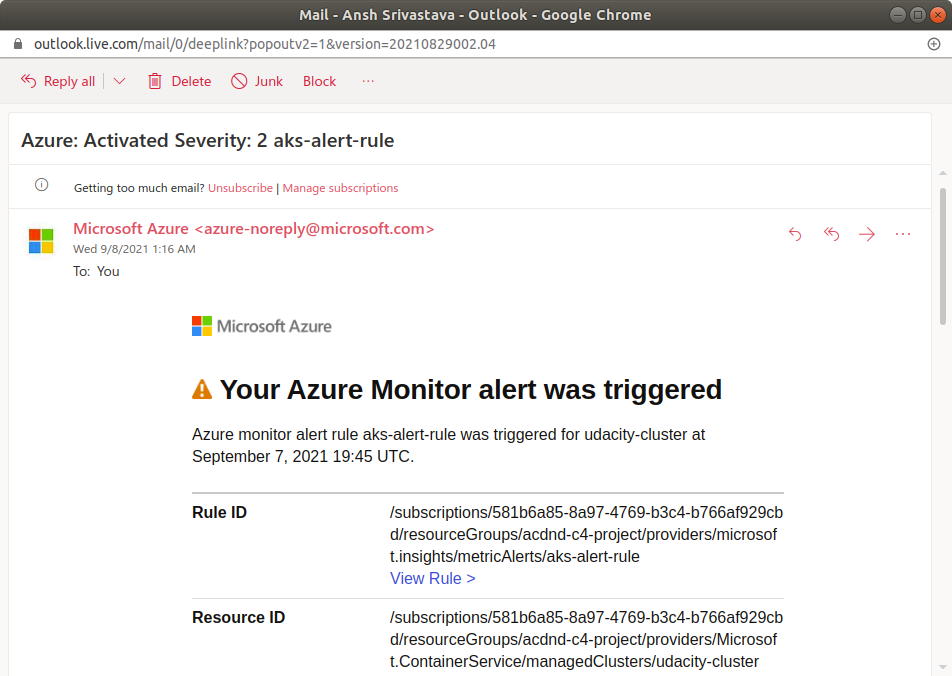 Mail - Ansh Srivastava - Outlook - Google Chrome
outlook.live.com/mail/0/deeplink?popoutv2=1&version=20210829002.04
Reply all Delete Junk Block ...
Azure: Activated Severity: 2 aks-alert-rule
Getting too much email? Unsubscribe | Manage subscriptions
Microsoft Azure <azure-noreply@microsoft.com>
Wed 9/8/2021 1:16 AM
To: You
Microsoft Azure
Your Azure Monitor alert was triggered
Azure monitor alert rule aks-alert-rule was triggered for udacity-cluster at
September 7, 2021 19:45 UTC.
Rule ID /subscriptions/581b6a85-8a97-4769-b3c4-b766af929cb
d/resourceGroups/acdnd-c4-project/providers/microsof
t.insights/metricAlerts/aks-alert-rule
View Rule >
Resource ID /subscriptions/581b6a85-8a97-4769-b3c4-b766af929cb
d/resourceGroups/acdnd-c4-project/providers/Microsof
t.ContainerService/managedClusters/udacity-cluster